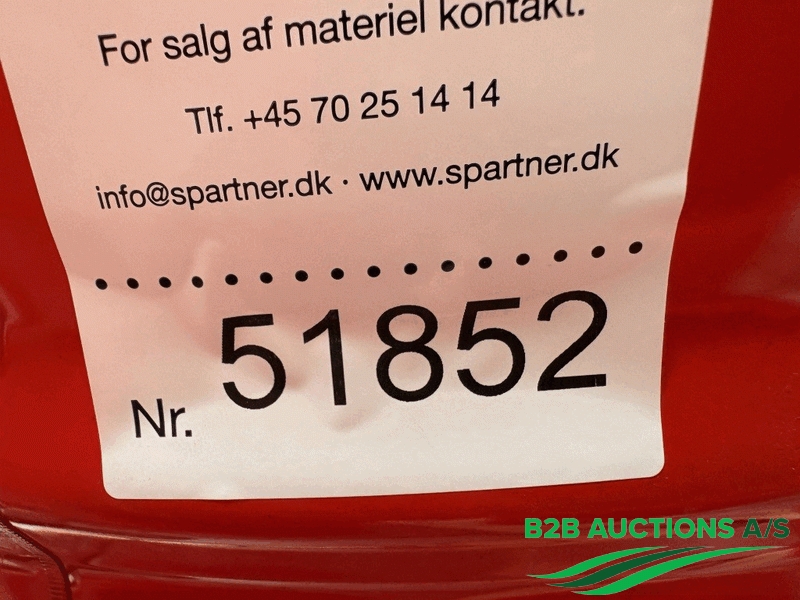 For salg af materiel kontakt:
Tlf. +45 70 25 14 14
info@spartner.dk · www.spartner.dk
Nr. 51852
B2B AUCTIONS A/S